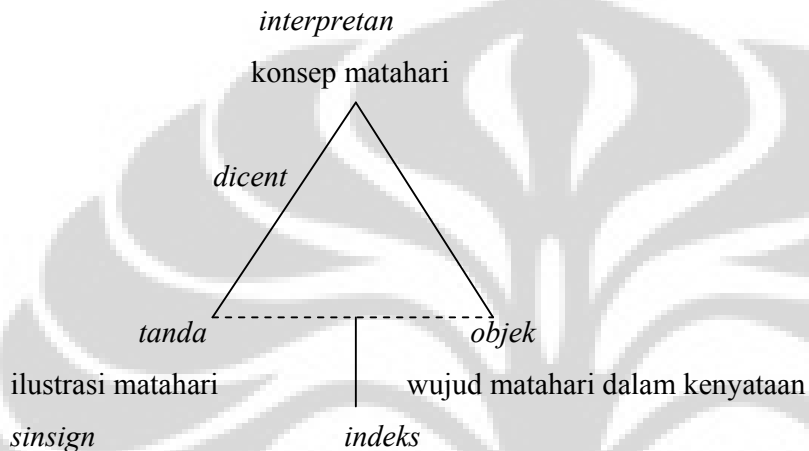 interpretan
konsep matahari
dicent
tanda objek
ilustrasi matahari wujud matahari dalam kenyataan
sinsign indeks